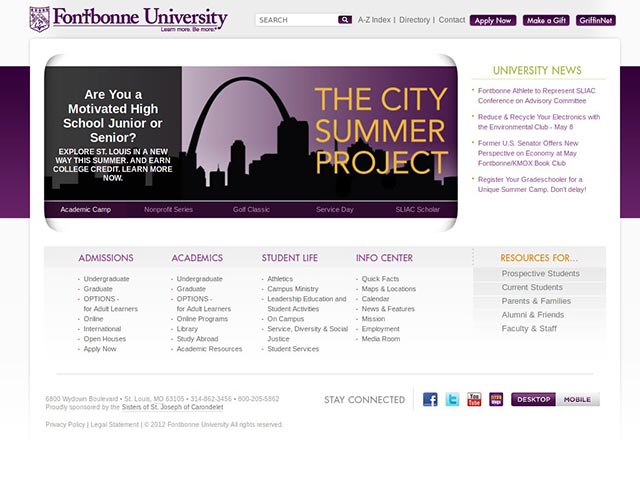 Fontbonne University
Learn more. Be more.
SEARCH
A-Z Index | Directory | Contact
Apply Now
Make a Gift
GriffinNet
Are You a
Motivated High
School Junior or
Senior?
EXPLORE ST. LOUIS IN A NEW
WAY THIS SUMMER. AND EARN
COLLEGE CREDIT. LEARN MORE
NOW.
THE CITY
SUMMER
PROJECT
Academic Camp
Nonprofit Series
Golf Classic
Service Day
SLIAC Scholar
UNIVERSITY NEWS
Fontbonne Athlete to Represent SLIAC
Conference on Advisory Committee
Reduce & Recycle Your Electronics with
the Environmental Club - May 8
Former U.S. Senator Offers New
Perspective on Economy at May
Fontbonne/KMOX Book Club
Register Your Gradeschooler for a
Unique Summer Camp. Don't delay!
ADMISSIONS
Undergraduate
Graduate
OPTIONS -
for Adult Learners
Online
International
Open Houses
Apply Now
ACADEMICS
Undergraduate
Graduate
OPTIONS -
for Adult Learners
Online Programs
Library
Study Abroad
Academic Resources
STUDENT LIFE
Athletics
Campus Ministry
Leadership Education and
Student Activities
On Campus
Service, Diversity & Social
Justice
Student Services
INFO CENTER
Quick Facts
Maps & Locations
Calendar
News & Features
Mission
Employment
Media Room
RESOURCES FOR...
Prospective Students
Current Students
Parents & Families
Alumni & Friends
Faculty & Staff
6800 Wydown Boulevard • St. Louis, MO 63105 • 314-862-3456 • 800-205-5862
Proudly sponsored by the Sisters of St. Joseph of Carondelet
Privacy Policy | Legal Statement | © 2012 Fontbonne University All rights reserved.
STAY CONNECTED
You
Tube
DESKTOP
MOBILE